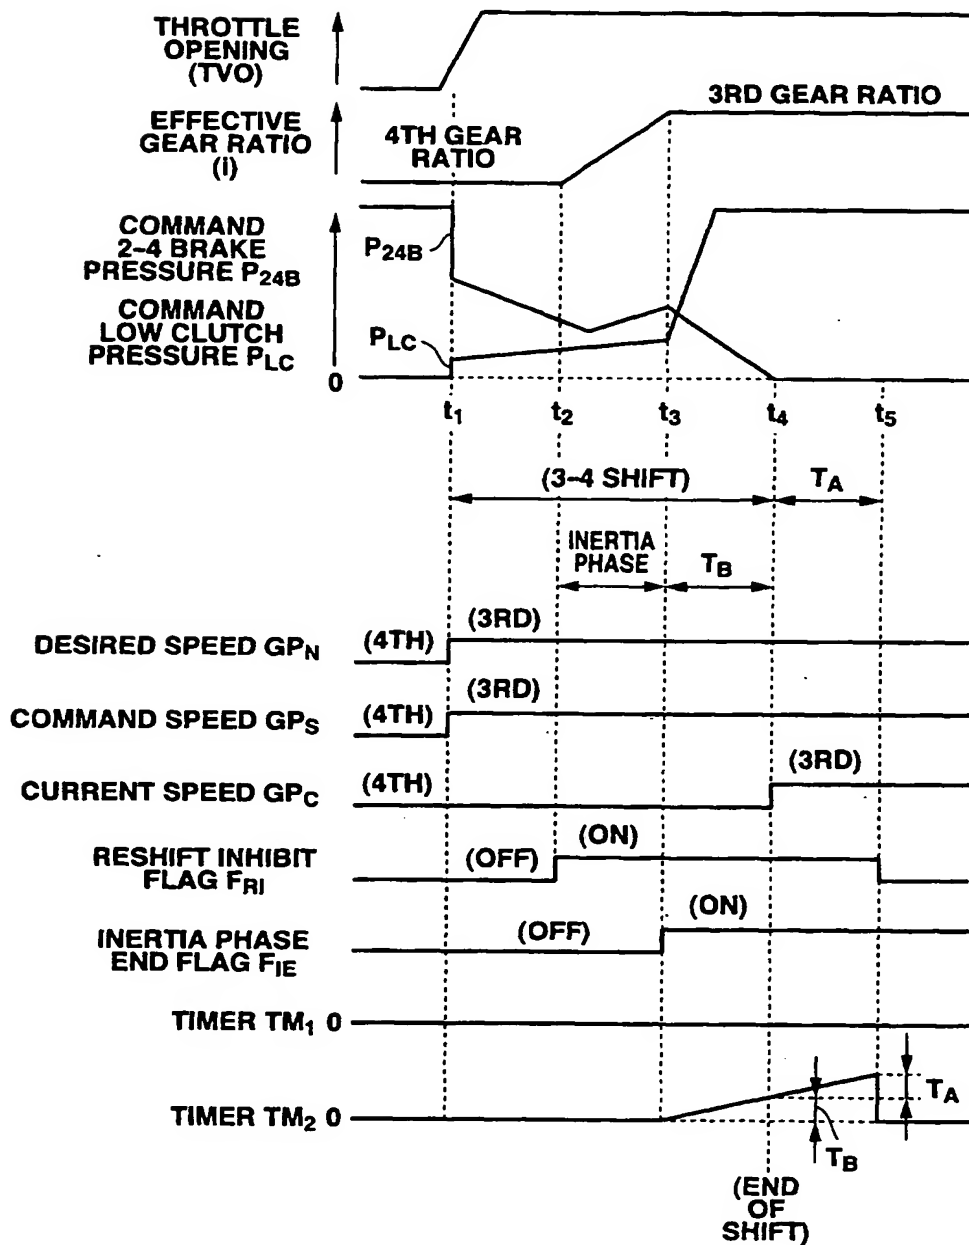 THROTTLE
OPENING
(TVO)
3RD GEAR RATIO
EFFECTIVE
GEAR RATIO
(i)
4TH GEAR
RATIO
COMMAND
2-4 BRAKE
PRESSURE P24B
P24B
COMMAND
LOW CLUTCH
PRESSURE PLC
PLC
0
t1 t2 t3 t4 t5
(3-4 SHIFT) TA
INERTIA
PHASE
TB
DESIRED SPEED GPN (4TH) (3RD)
COMMAND SPEED GPS (4TH) (3RD)
CURRENT SPEED GPC (4TH) (3RD)
RESHIFT INHIBIT
FLAG FRI
(OFF) (ON)
INERTIA PHASE
END FLAG FIE
(OFF) (ON)
TIMER TM1 0
TIMER TM2 0
TA
TB
(END
OF
SHIFT)